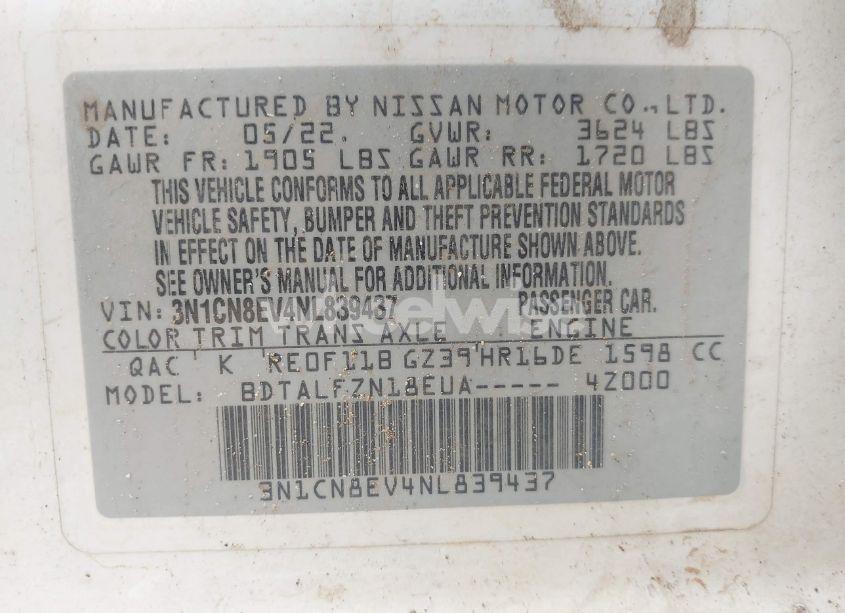 MANUFACTURED BY NISSAN MOTOR CO., LTD.
DATE: 05/22. GVWR: 3624 LBS
GAWR FR: 1905 LBS GAWR RR: 1720 LBS
THIS VEHICLE CONFORMS TO ALL APPLICABLE FEDERAL MOTOR
VEHICLE SAFETY, BUMPER AND THEFT PREVENTION STANDARDS
IN EFFECT ON THE DATE OF MANUFACTURE SHOWN ABOVE.
SEE OWNER'S MANUAL FOR ADDITIONAL INFORMATION.
VIN: 3N1CN8EV4NL839437 PASSENGER CAR.
COLOR TRIM TRANS AXLE ENGINE
QAC K RE0F11B GZ39 HR16DE 1598 CC
MODEL: BDTALFZN18EUA----- 4Z000
3N1CN8EV4NL839437